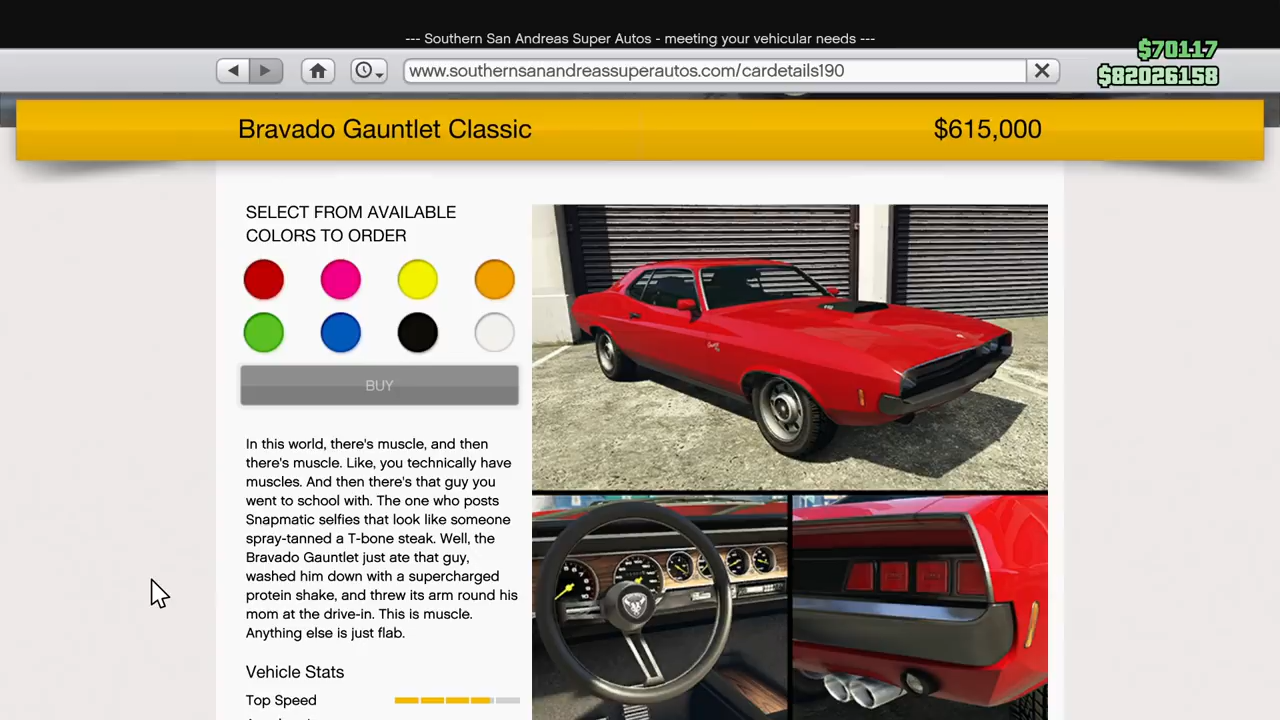 --- Southern San Andreas Super Autos - meeting your vehicular needs ---
$70117
www.southernsanandreassuperautos.com/cardetails190
$82026158
Bravado Gauntlet Classic
$615,000
SELECT FROM AVAILABLE
COLORS TO ORDER
BUY
In this world, there's muscle, and then
there's muscle. Like, you technically have
muscles. And then there's that guy you
went to school with. The one who posts
Snapmatic selfies that look like someone
spray-tanned a T-bone steak. Well, the
Bravado Gauntlet just ate that guy,
washed him down with a supercharged
protein shake, and threw its arm round his
mom at the drive-in. This is muscle.
Anything else is just flab.
Vehicle Stats
Top Speed